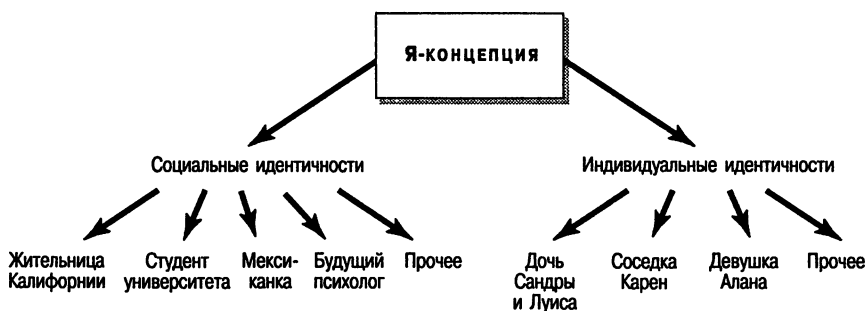 Я-КОНЦЕПЦИЯ
Социальные идентичности
Индивидуальные идентичности
Жительница
Калифорнии
Студент
университета
Мекси-
канка
Будущий
психолог
Прочее
Дочь
Сандры
и Луиса
Соседка
Карен
Девушка
Алана
Прочее